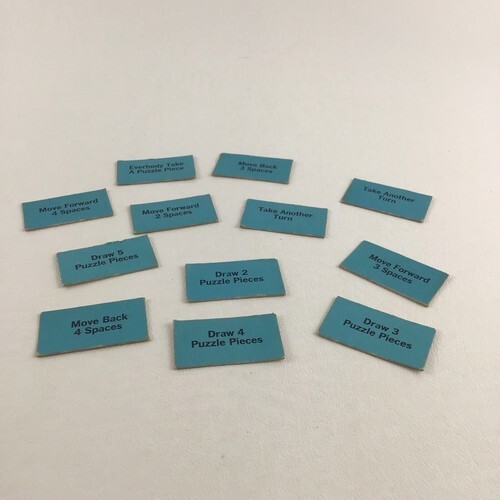 Everbody Take
A Puzzle Piece
Move Back
3 Spaces
Take Another
Turn
Move Forward
4 Spaces
Move Forward
2 Spaces
Take Another
Turn
Draw 5
Puzzle Pieces
Draw 2
Puzzle Pieces
Move Forward
3 Spaces
Move Back
4 Spaces
Draw 4
Puzzle Pieces
Draw 3
Puzzle Pieces